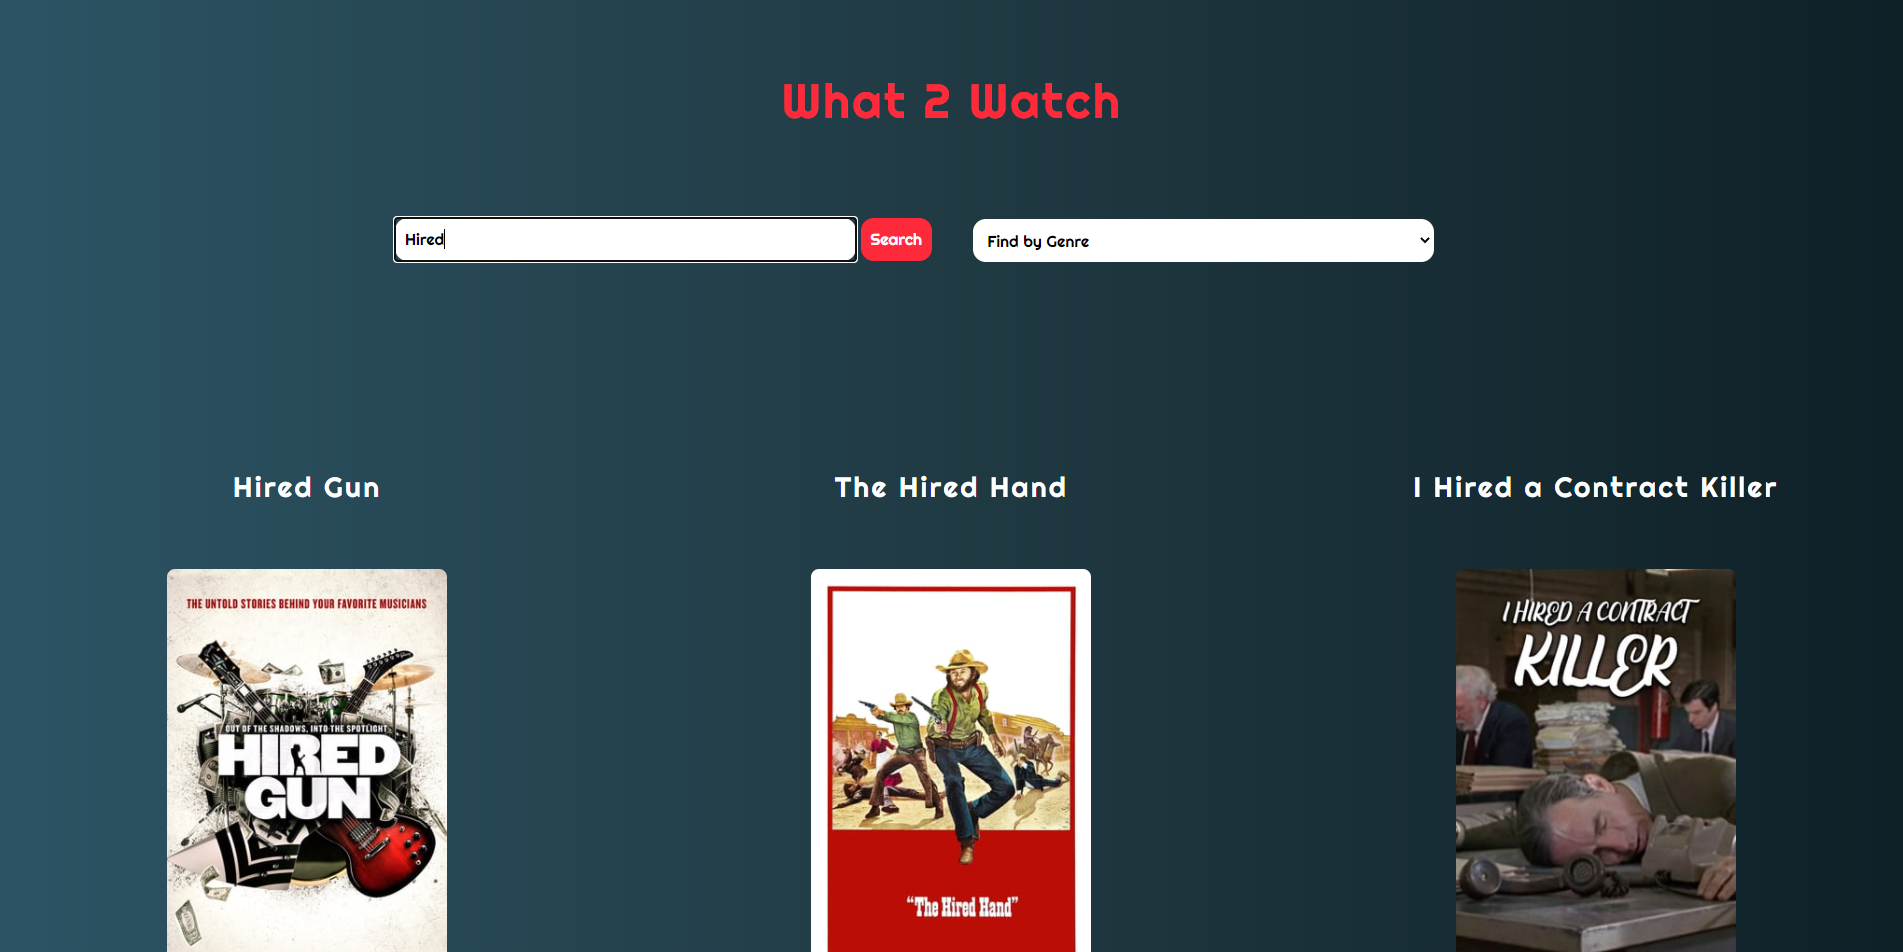 What 2 Watch
Hired
Search
Find by Genre
Hired Gun
The Hired Hand
I Hired a Contract Killer
THE UNTOLD STORIES BEHIND YOUR FAVORITE MUSICIANS
OUT OF THE SHADOWS, INTO THE SPOTLIGHT
HIRED
GUN
“The Hired Hand”
I HIRED A CONTRACT
KILLER